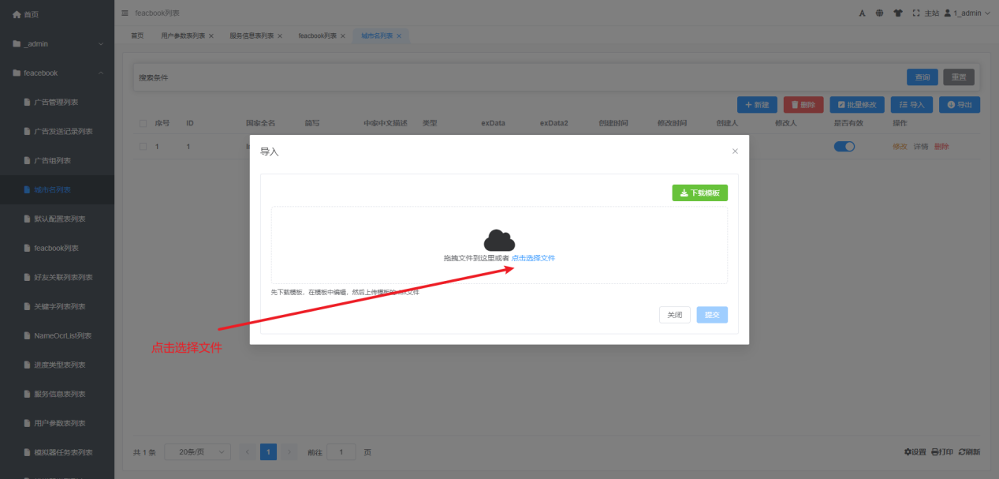 首页
_admin
feacebook
广告管理列表
广告发送记录列表
广告组列表
城市名列表
默认配置表列表
feacbook列表
好友关联列表列表
关键字列表列表
NameOcrList列表
进度类型表列表
服务信息表列表
用户参数表列表
模拟器任务表列表
feacbook列表
A 主站 1_admin
首页 用户参数表列表 × 服务信息表列表 × feacbook列表 × 城市名列表 ×
搜索条件 查询 重置
+ 新建 删除 批量修改 导入 导出
序号 ID 国家全名 简写 中家中文描述 类型 exData exData2 创建时间 修改时间 创建人 修改人 是否有效 操作
1 1 修改 详情 删除
导入 ×
下载模板
拖拽文件到这里或者 点击选择文件
先下载模板，在模板中编辑，然后上传模板的 文件
关闭 提交
点击选择文件
共 1 条 20条/页 < 1 > 前往 1 页
设置 打印 刷新